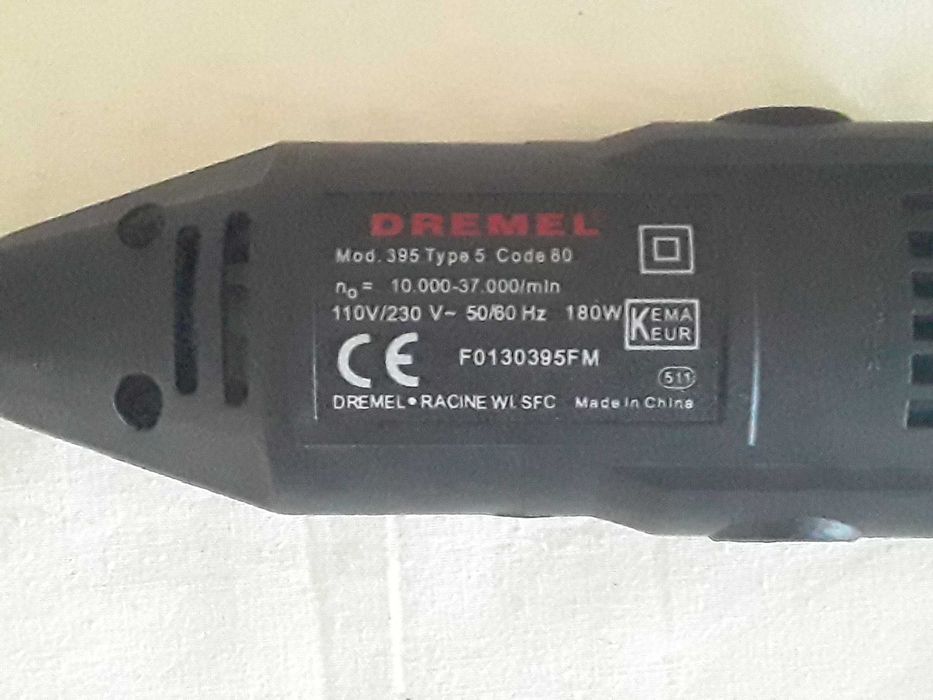 DREMEL
Mod. 395 Type 5 Code 80
no = 10.000-37.000/min
110V/230 V~ 50/60 Hz 180W
KEMA
KEUR
CE F0130395FM
511
DREMEL • RACINE WI. SFC Made in China